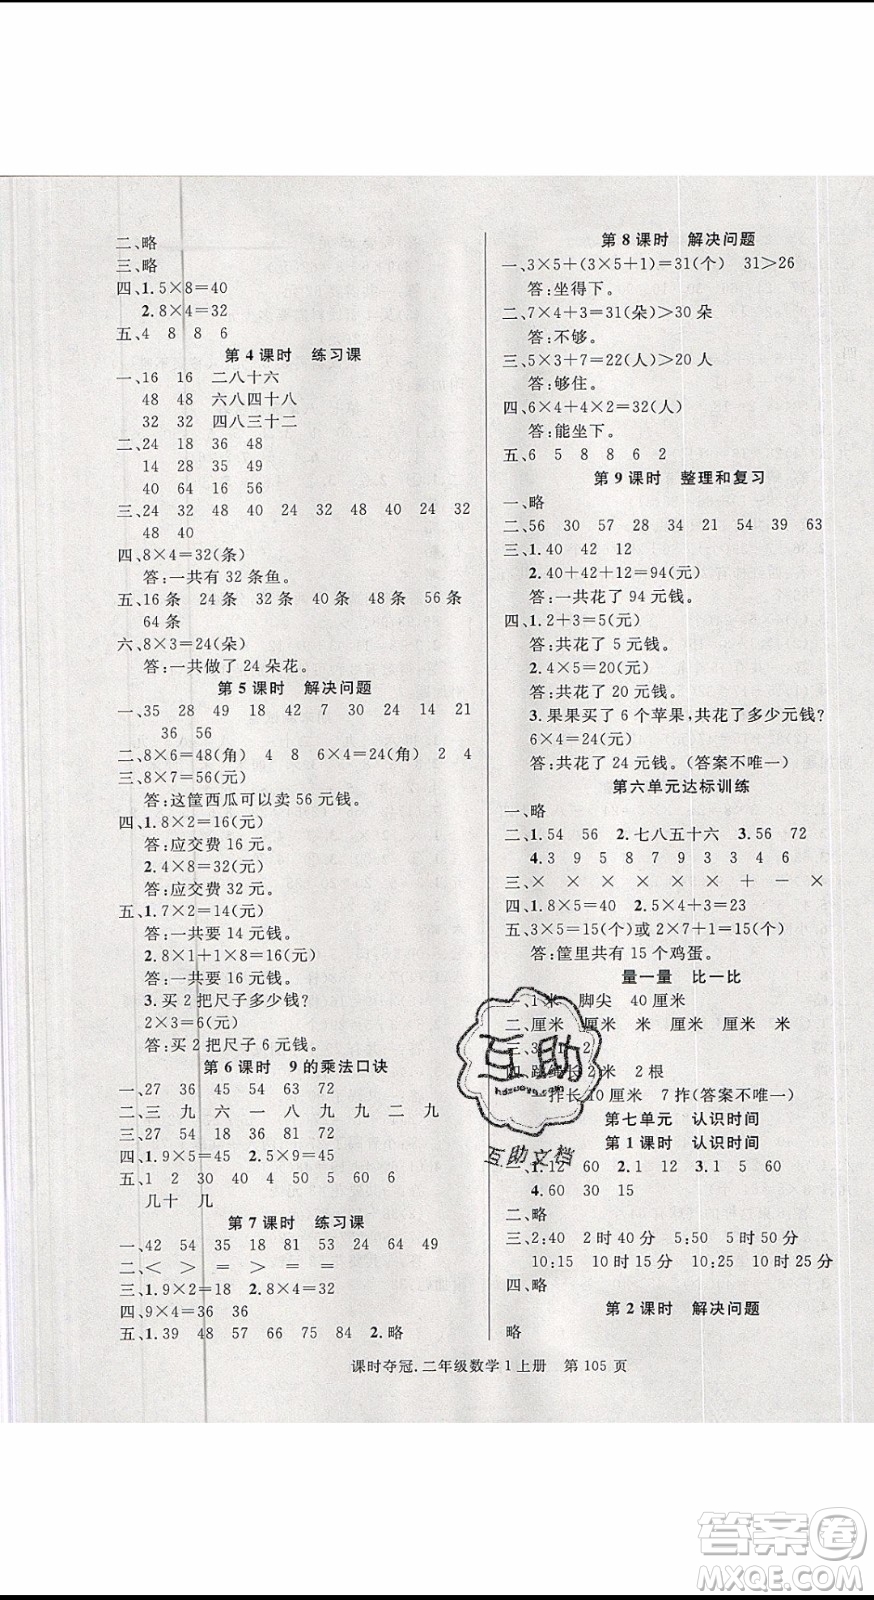 二、略
三、略
四、1.5×8=40
2.8×4=32
五、4 8 8 6
第4课时 练习课
一、16 16 二八十六
48 48 六八四十八
32 32 四八三十二
二、24 18 36 48
14 28 35 49
40 64 16 56
三、24 32 48 40 24 32 48 40 24 32
48 40
四、8×4=32(条)
答:一共有32条鱼。
五、16条 24条 32条 40条 48条 56条
64条
六、8×3=24(朵)
答:一共做了24朵花。
第5课时 解决问题
一、35 28 49 18 42 7 30 24 14 21
36 56
二、8×6=48(角) 4 8 6×4=24(角) 2 4
三、8×7=56(元)
答:这筐西瓜可以卖56元钱。
四、1.8×2=16(元)
答:应交费16元。
2.4×8=32(元)
答:应交费32元。
五、1.7×2=14(元)
答:一共要14元钱。
2.8×1+1×8=16(元)
答:一共要16元钱。
3.买2把尺子多少钱?
2×3=6(元)
答:买2把尺子6元钱。
第6课时 9的乘法口诀
一、27 36 45 54 63 72
二、三 九 六 一 八 九 九 二 九
三、27 54 18 36 81 72
四、1.9×5=45 2.5×9=45
五、1 2 30 40 5 60 6
几十 几
第7课时 练习课
一、42 54 35 18 81 53 24 64 49
二、< > = > = =
三、1.9×2=18 2.8×4=32
四、9×4=36 36
五、1.39 48 57 66 75 84 2.略
第8课时 解决问题
一、3×5+(3×5+1)=31(个) 31>26
答:坐得下。
二、7×4+3=31(朵)>30朵
答:不够。
三、5×3+7=22(人)>20人
答:够住。
四、6×4+4×2=32(人)
答:能坐下。
五、6 5 8 8 6 2
第9课时 整理和复习
一、略
二、56 30 57 28 34 21 54 39 63
三、1.40 42 12
2.40+42+12=94(元)
答:一共花了94元钱。
四、1.2+3=5(元)
答:共花了5元钱。
2.4×5=20(元)
答:共花了20元钱。
3.果果买了6个苹果,共花了多少元钱?
6×4=24(元)
答:共花了24元钱。(答案不唯一)
第六单元达标训练
一、略
二、1.54 56 2.七八五十六 3.56 72
4.3 9 5 8 7 9 3 4 6
三、× × × × × × + − ×
四、1.8×5=40 2.5×4+3=23
五、3×5=15(个)或2×7+1=15(个)
答:筐里共有15个鸡蛋。
量一量 比一比
一、1米 脚尖 40厘米
二、厘米 厘米 米 厘米 厘米 米
三、3 2
四、跳绳长2米 2根
一拃长10厘米 7拃(答案不唯一)
第七单元 认识时间
第1课时 认识时间
一、1.12 60 2.1 12 3.1 5 60
4.60 30 15
二、略
三、2:40 2时40分 5:50 5时50分
10:15 10时15分 10:25 10时25分
四、略
第2课时 解决问题
略
课时夺冠.二年级数学1上册 第105页
互助
互助文档
答案卷
MXQE.COM